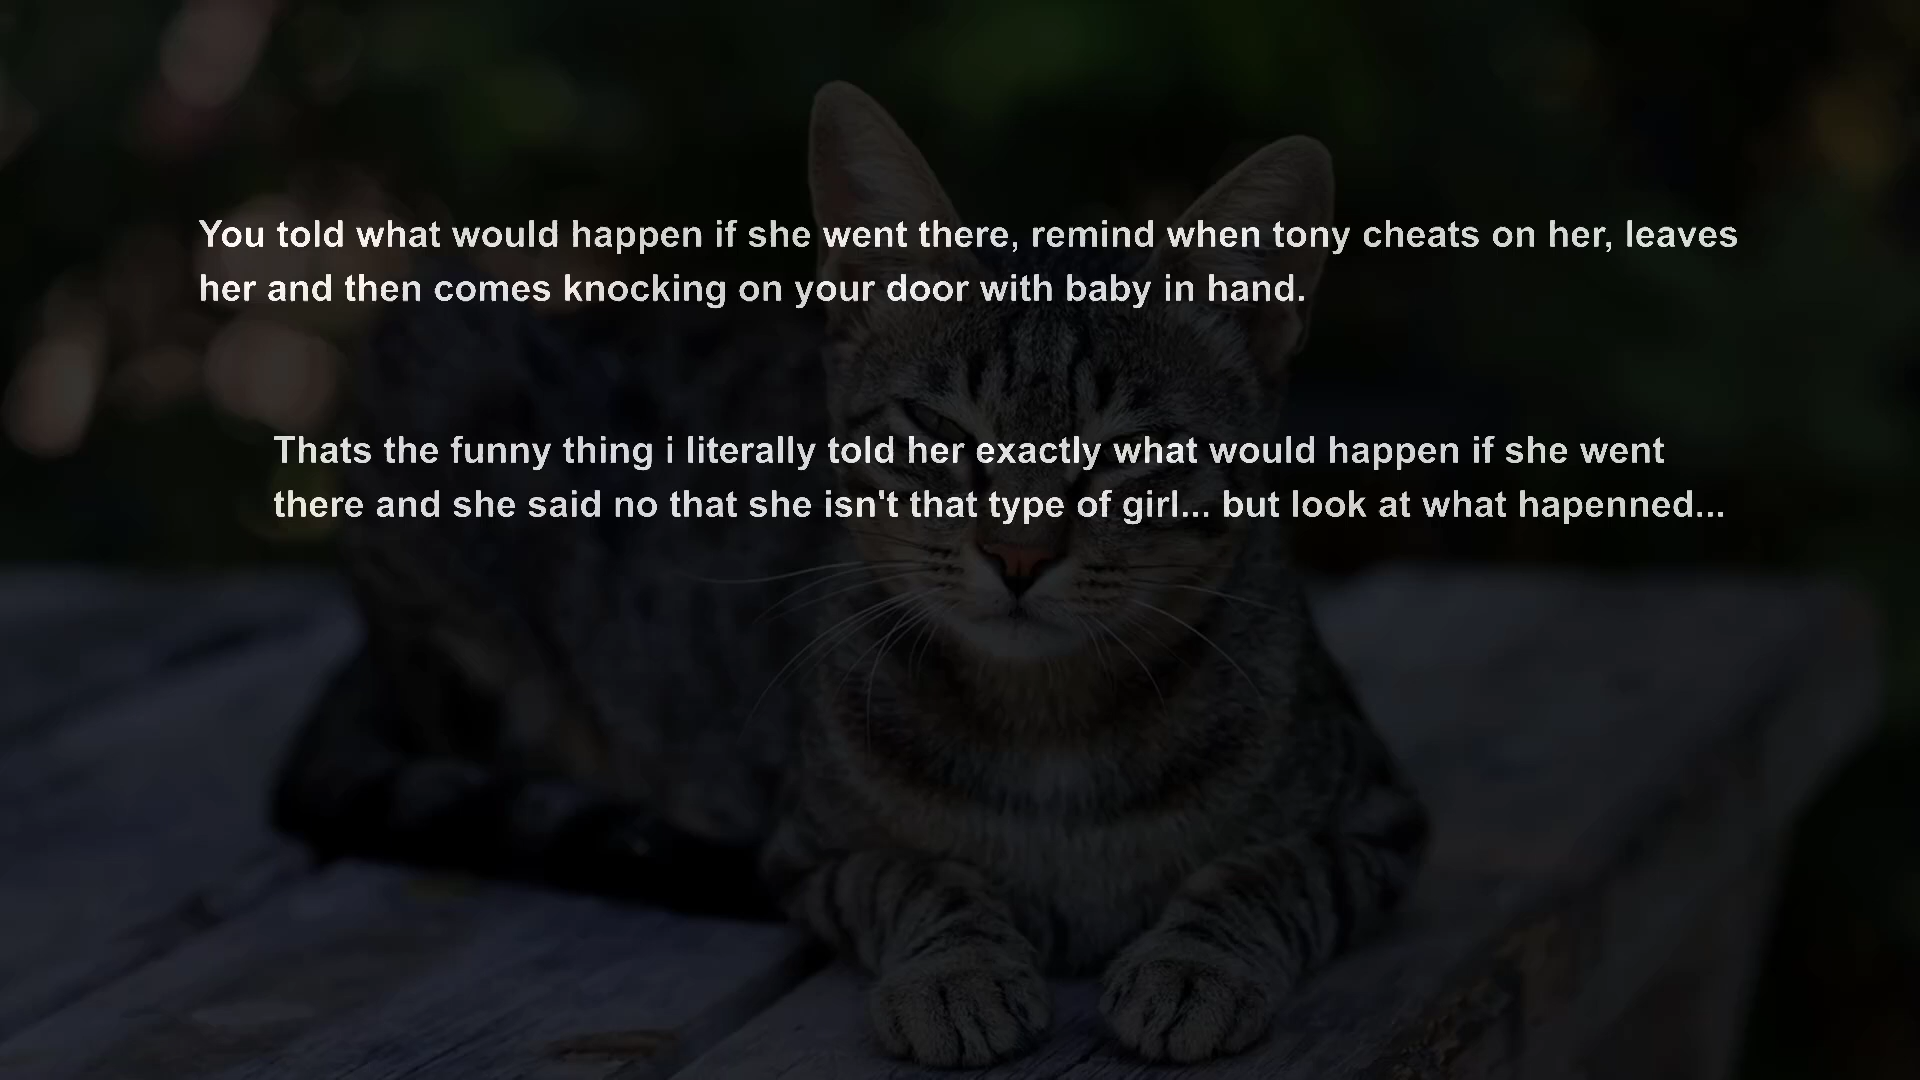 You told what would happen if she went there, remind when tony cheats on her, leaves
her and then comes knocking on your door with baby in hand.
Thats the funny thing i literally told her exactly what would happen if she went
there and she said no that she isn't that type of girl... but look at what hapenned...